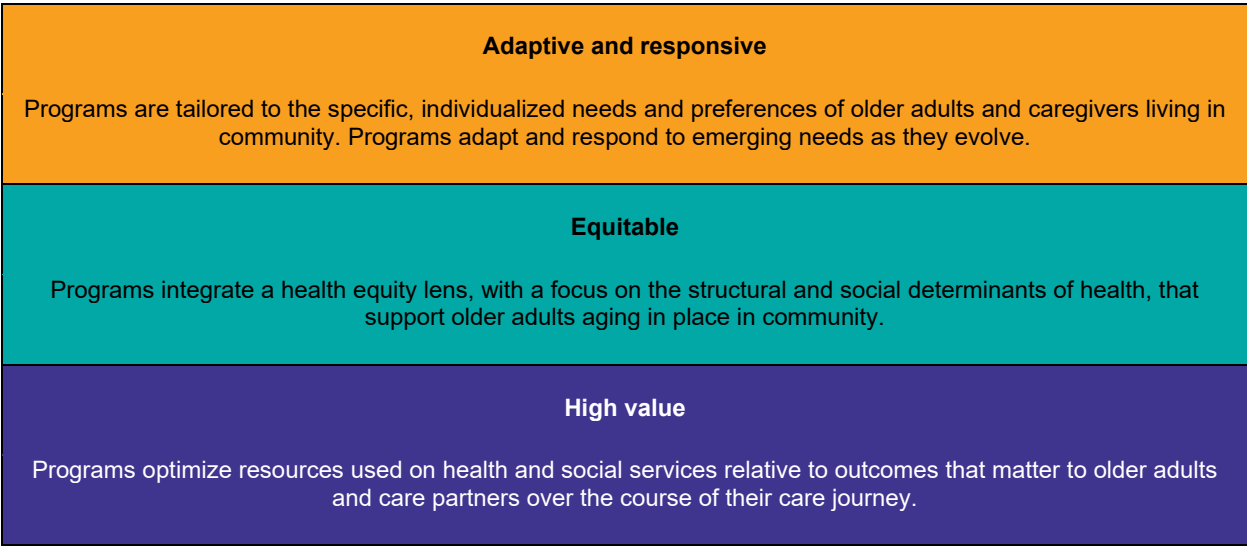 Adaptive and responsive
Programs are tailored to the specific, individualized needs and preferences of older adults and caregivers living in
community. Programs adapt and respond to emerging needs as they evolve.
Equitable
Programs integrate a health equity lens, with a focus on the structural and social determinants of health, that
support older adults aging in place in community.
High value
Programs optimize resources used on health and social services relative to outcomes that matter to older adults
and care partners over the course of their care journey.